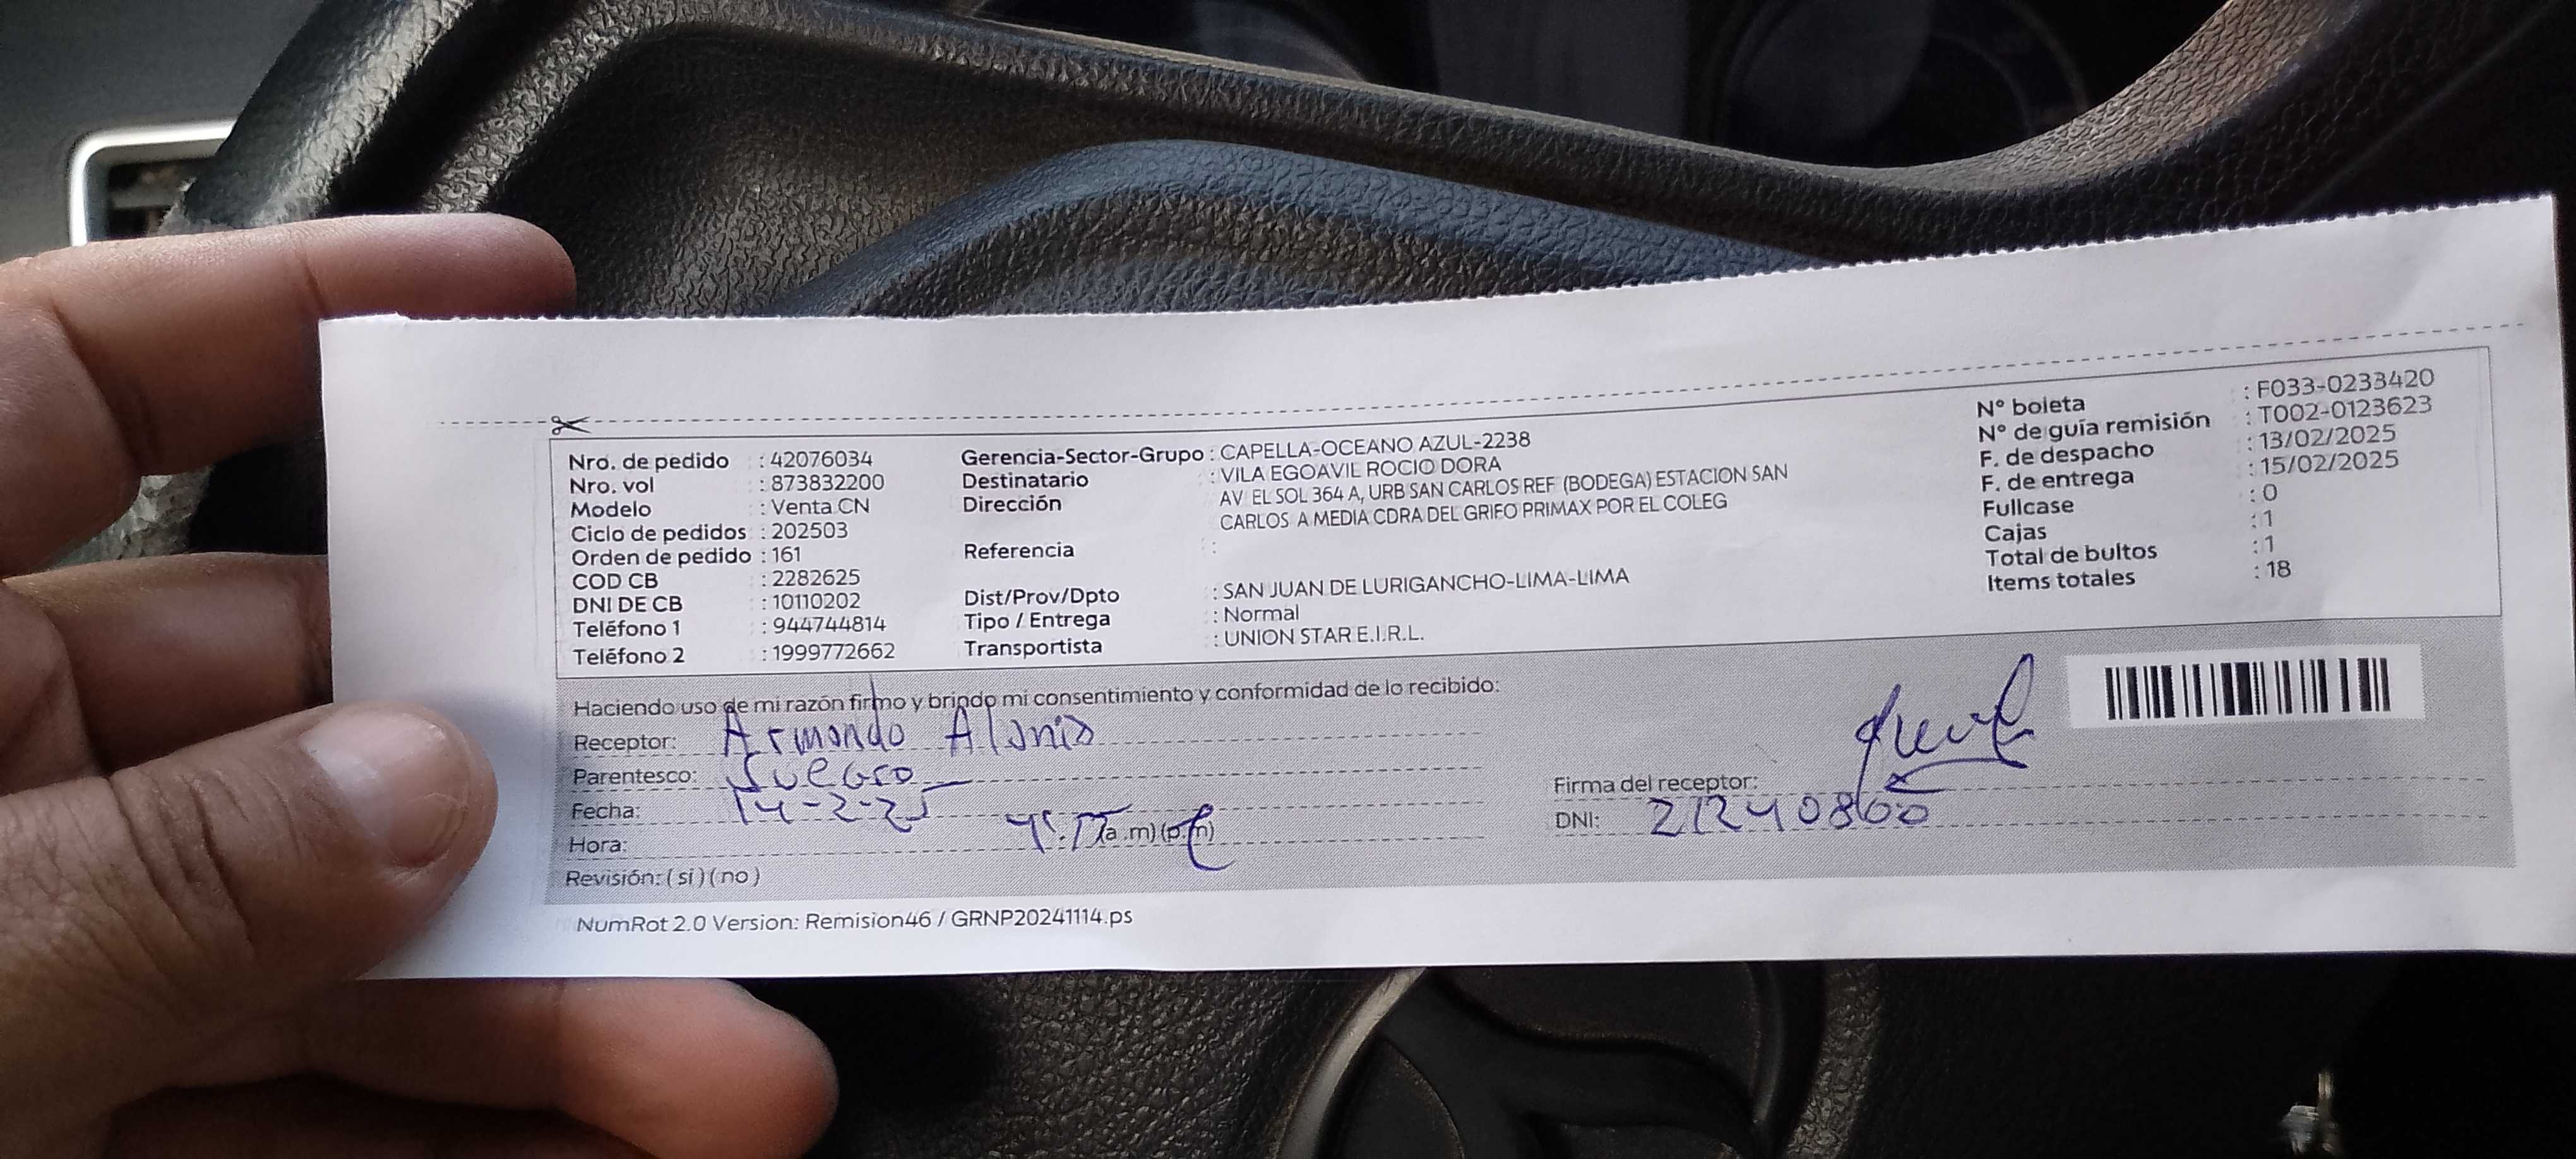 Nro. de pedido : 42076034
Nro. vol : 873832200
Modelo : Venta CN
Ciclo de pedidos : 202503
Orden de pedido : 161
COD CB : 2282625
DNI DE CB : 10110202
Teléfono 1 : 944744814
Teléfono 2 : 1999772662
Gerencia-Sector-Grupo : CAPELLA-OCEANO AZUL-2238
Destinatario : VILA EGOAVIL ROCIO DORA
Dirección AV EL SOL 364 A, URB SAN CARLOS REF (BODEGA) ESTACION SAN
CARLOS A MEDIA CDRA DEL GRIFO PRIMAX POR EL COLEG
Referencia :
Dist/Prov/Dpto : SAN JUAN DE LURIGANCHO-LIMA-LIMA
Tipo / Entrega : Normal
Transportista : UNION STAR E.I.R.L.
N° boleta : F033-0233420
N° de guía remisión : T002-0123623
F. de despacho : 13/02/2025
F. de entrega : 15/02/2025
Fullcase : 0
Cajas : 1
Total de bultos : 1
Items totales : 18
Haciendo uso de mi razón firmo y brindo mi consentimiento y conformidad de lo recibido:
Receptor: Armando Alanis
Parentesco: Suegro
Fecha: 14-2-25
Hora: (a.m) (p.m)
Revisión: ( si ) ( no )
Firma del receptor:
DNI: 21240860
NumRot 2.0 Version: Remision46 / GRNP20241114.ps